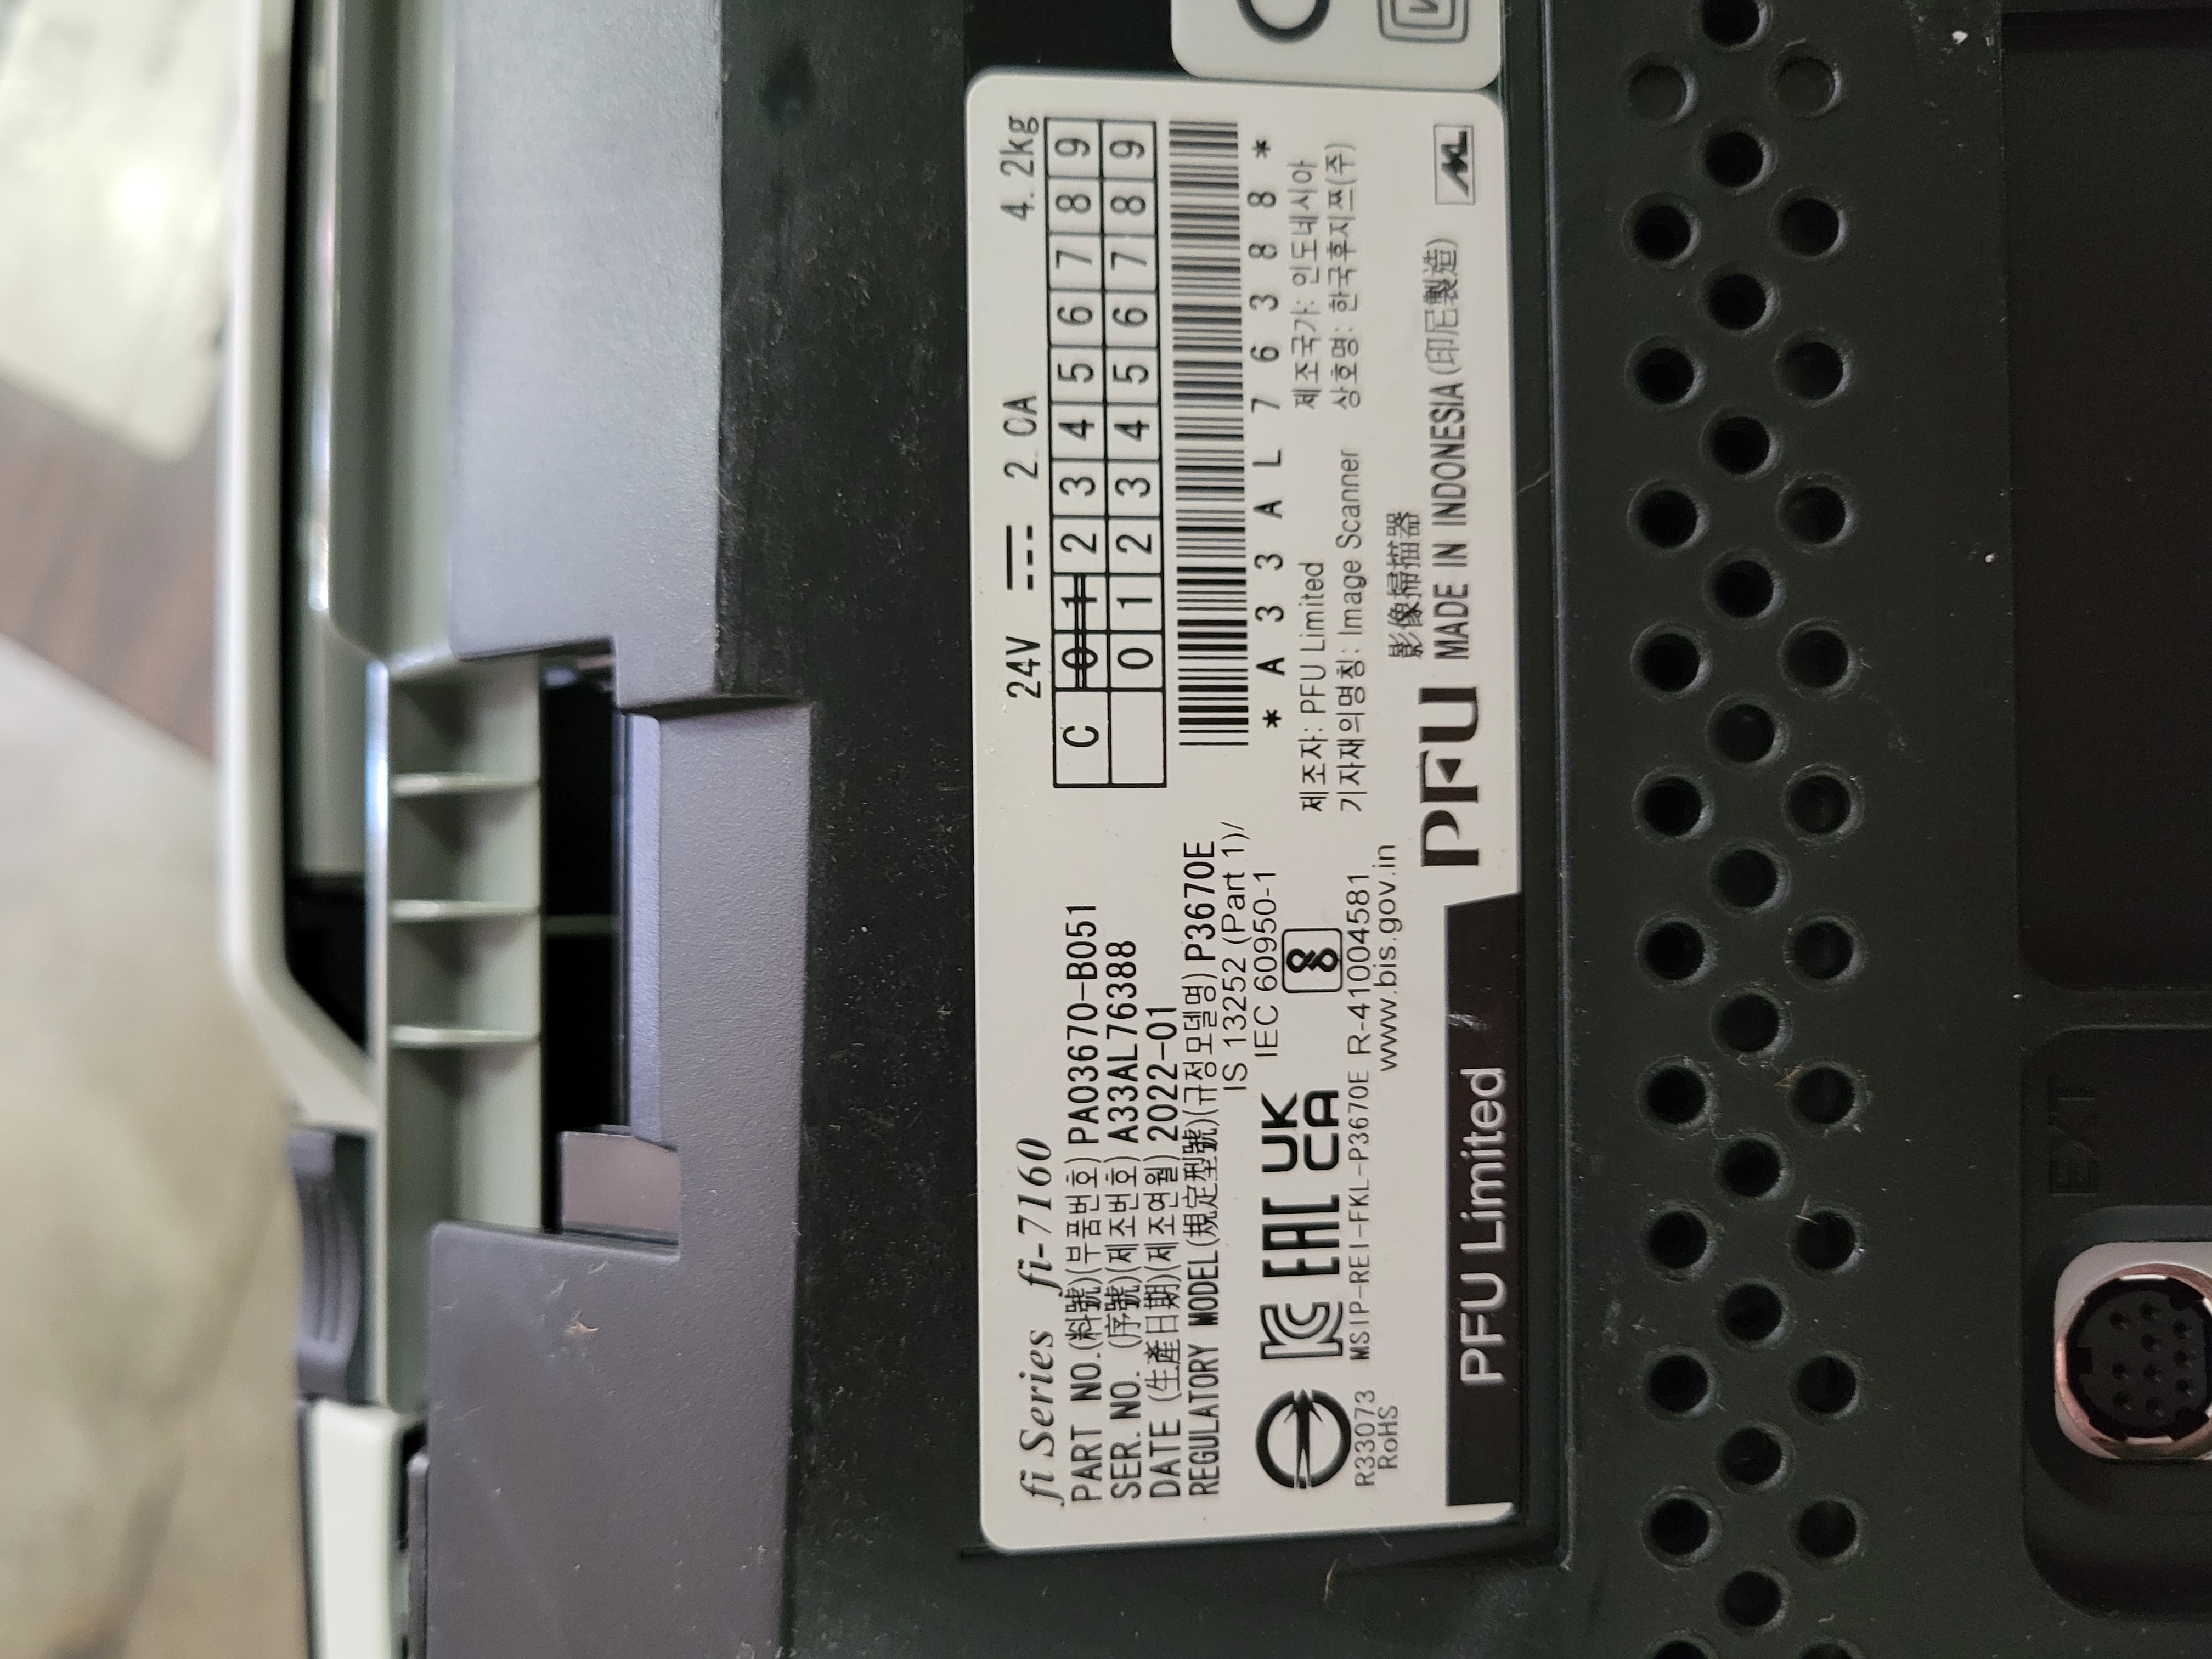 fi Series fi-7160
PART NO.(料號)(부품번호) PA03670-B051
SER. NO. (序號)(제조번호) A33AL76388
DATE (生產日期)(제조연월) 2022-01
REGULATORY MODEL(規定型號)(규정모델명) P3670E
IS 13252 (Part 1)/
IEC 60950-1
UK
CA
EAC
R33073
RoHS
MSIP-REI-FKL-P3670E
R-41004581
www.bis.gov.in
PFU Limited
24V 2.0A 4.2kg
C 0 1 2 3 4 5 6 7 8 9
0 1 2 3 4 5 6 7 8 9
* A 3 3 A L 7 6 3 8 8 *
제조자: PFU Limited 제조국가: 인도네시아
기자재의명칭: Image Scanner 상호명: 한국후지쯔(주)
影像掃描器
PFU MADE IN INDONESIA (印尼製造)
EXT